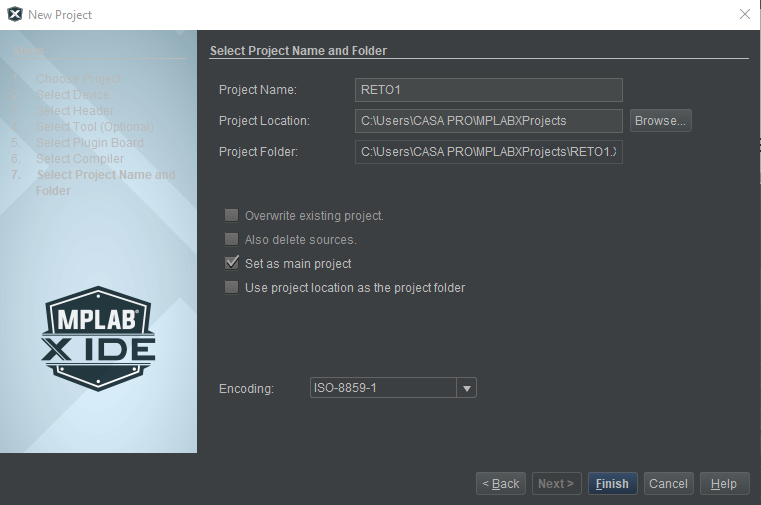 New Project
Steps
Choose Project
Select Device
Select Header
4. Select Tool (Optional)
5. Select Plugin Board
6. Select Compiler
7. Select Project Name and
Folder
MPLAB®
X IDE
Select Project Name and Folder
Project Name: RETO1
Project Location: C:\Users\CASA PRO\MPLABXProjects Browse...
Project Folder: C:\Users\CASA PRO\MPLABXProjects\RETO1.X
Overwrite existing project.
Also delete sources.
Set as main project
Use project location as the project folder
Encoding: ISO-8859-1
< Back Next > Finish Cancel Help